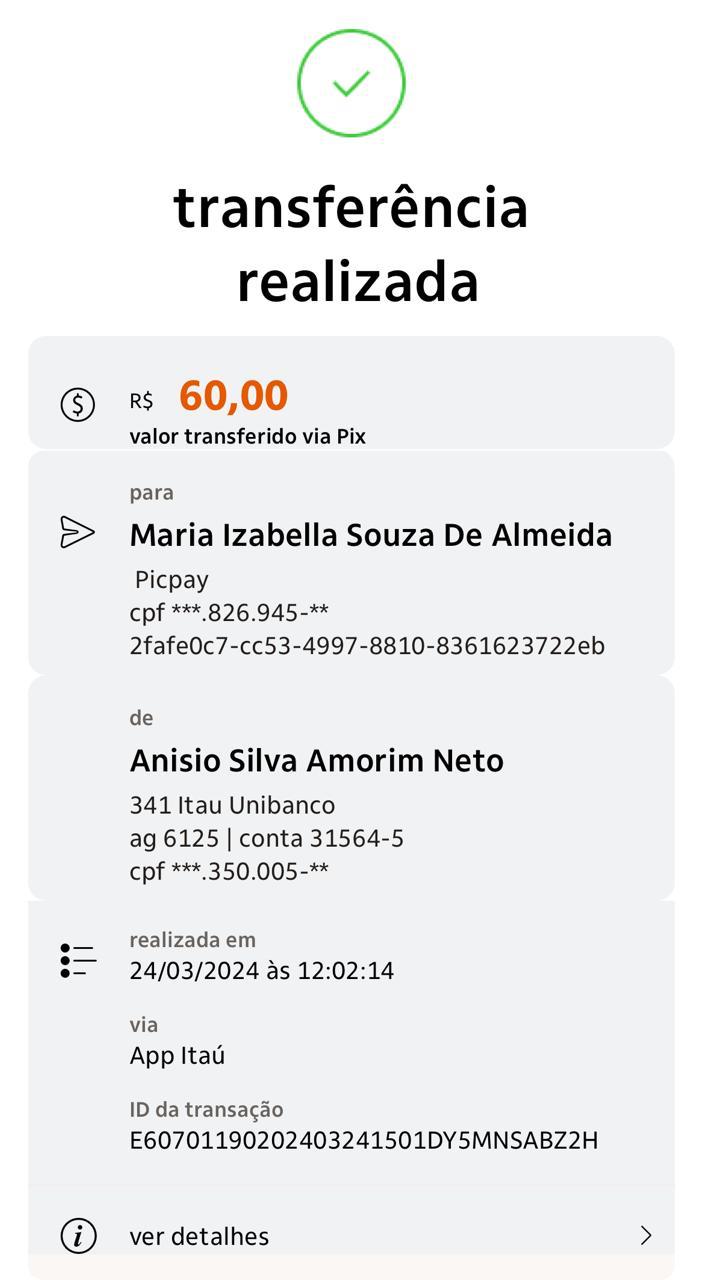 transferência
realizada
R$ 60,00
valor transferido via Pix
para
Maria Izabella Souza De Almeida
Picpay
cpf ***.826.945-**
2fafe0c7-cc53-4997-8810-8361623722eb
de
Anisio Silva Amorim Neto
341 Itau Unibanco
ag 6125 | conta 31564-5
cpf ***.350.005-**
realizada em
24/03/2024 às 12:02:14
via
App Itaú
ID da transação
E60701190202403241501DY5MNSABZ2H
ver detalhes